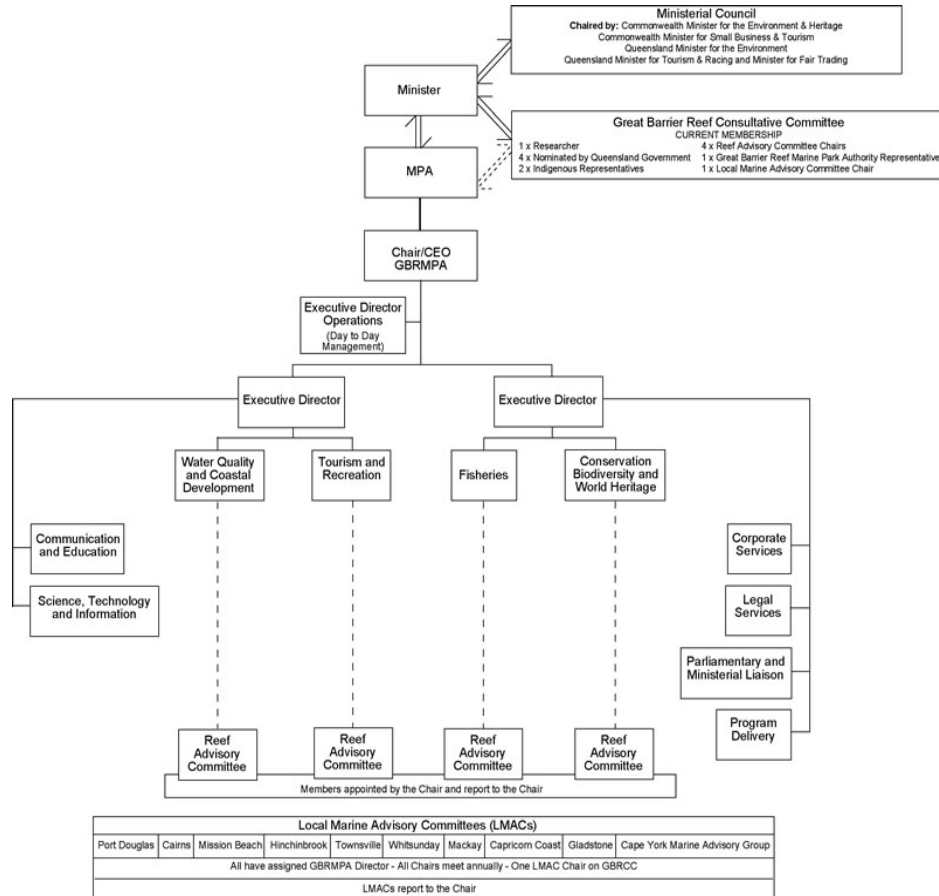 Ministerial Council
Chaired by: Commonwealth Minister for the Environment & Heritage
Commonwealth Minister for Small Business & Tourism
Queensland Minister for the Environment
Queensland Minister for Tourism & Racing and Minister for Fair Trading
Minister
Great Barrier Reef Consultative Committee
CURRENT MEMBERSHIP
1 x Researcher
4 x Reef Advisory Committee Chairs
4 x Nominated by Queensland Government
1 x Great Barrier Reef Marine Park Authority Representative
2 x Indigenous Representatives
1 x Local Marine Advisory Committee Chair
MPA
Chair/CEO
GBRMPA
Executive Director
Operations
(Day to Day
Management)
Executive Director
Executive Director
Water Quality
and Coastal
Development
Tourism and
Recreation
Fisheries
Conservation
Biodiversity and
World Heritage
Communication
and Education
Science, Technology
and Information
Corporate
Services
Legal
Services
Parliamentary and
Ministerial Liaison
Program
Delivery
Reef
Advisory
Committee
Reef
Advisory
Committee
Reef
Advisory
Committee
Reef
Advisory
Committee
Members appointed by the Chair and report to the Chair
Local Marine Advisory Committees (LMACs)
Port Douglas Cairns Mission Beach Hinchinbrook Townsville Whitsunday Mackay Capricorn Coast Gladstone Cape York Marine Advisory Group
All have assigned GBRMPA Director - All Chairs meet annually - One LMAC Chair on GBRCC
LMACs report to the Chair